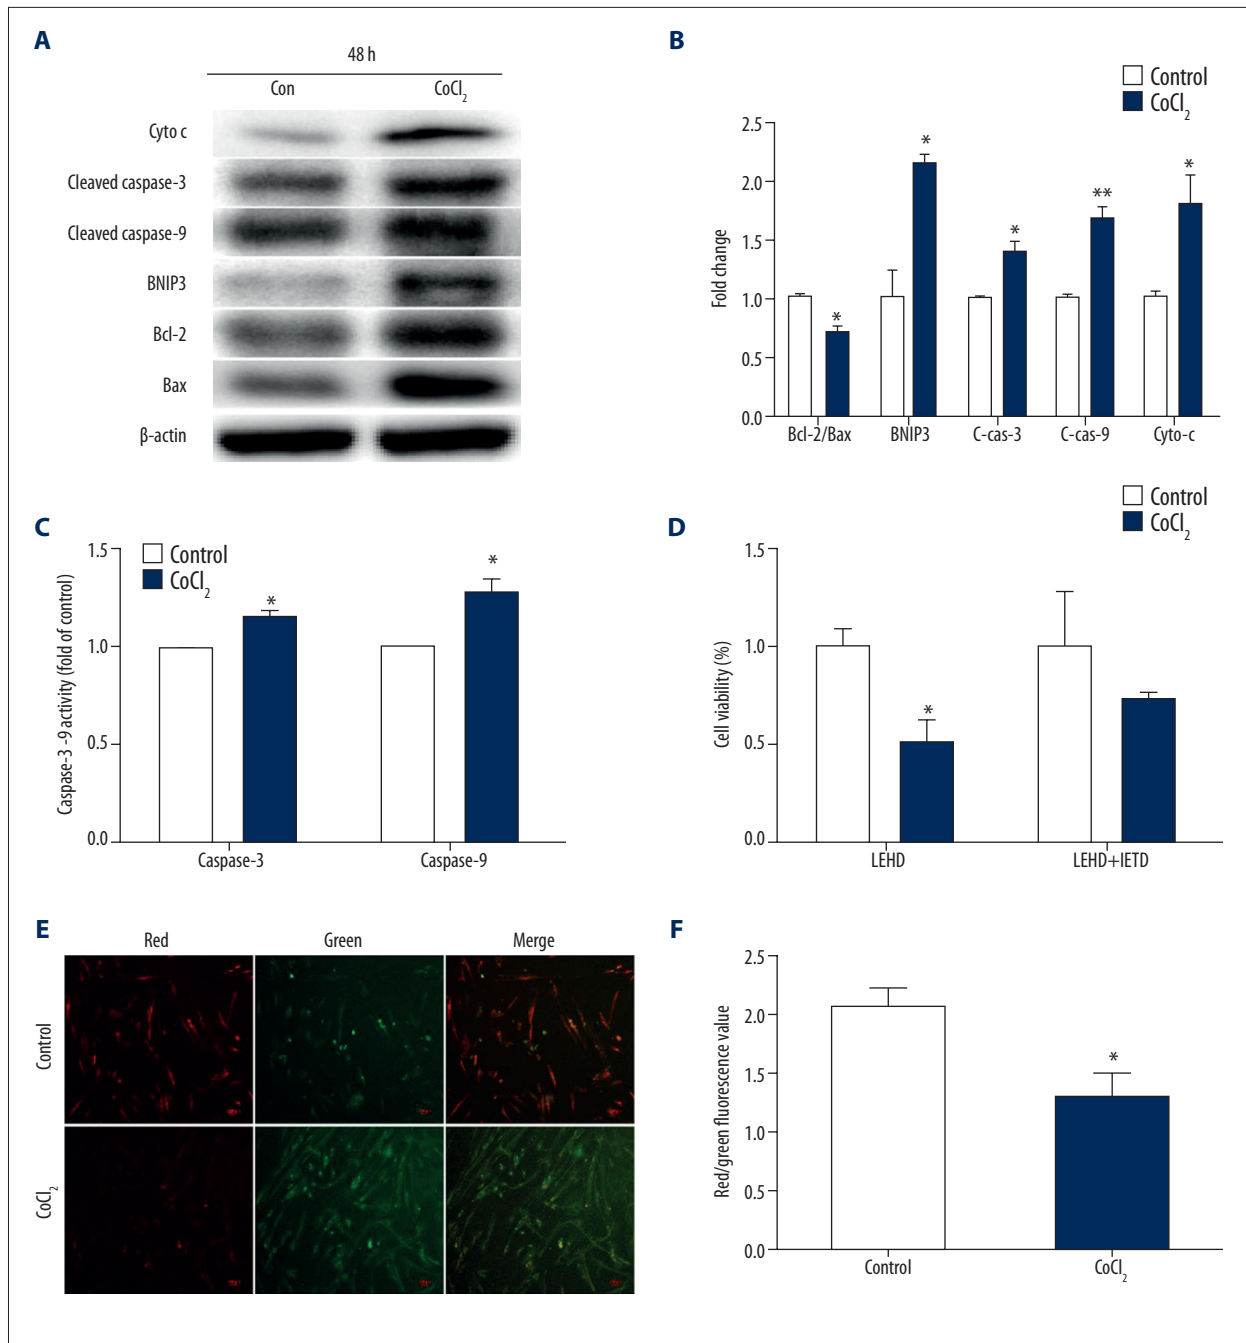 A
48 h
Con
CoCl2
Cyto c
Cleaved caspase-3
Cleaved caspase-9
BNIP3
Bcl-2
Bax
β-actin
B
Control
CoCl2
Fold change
2.5
2.0
1.5
1.0
0.5
0.0
*
*
*
**
*
Bcl-2/Bax
BNIP3
C-cas-3
C-cas-9
Cyto-c
C
Control
CoCl2
Caspase-3 -9 activity (fold of control)
1.5
1.0
0.5
0.0
*
*
Caspase-3
Caspase-9
D
Control
CoCl2
Cell viability (%)
1.5
1.0
0.5
0.0
*
LEHD
LEHD+IETD
E
Red
Green
Merge
Control
CoCl2
F
Red/green fluorescence value
2.5
2.0
1.5
1.0
0.5
0.0
*
Control
CoCl2